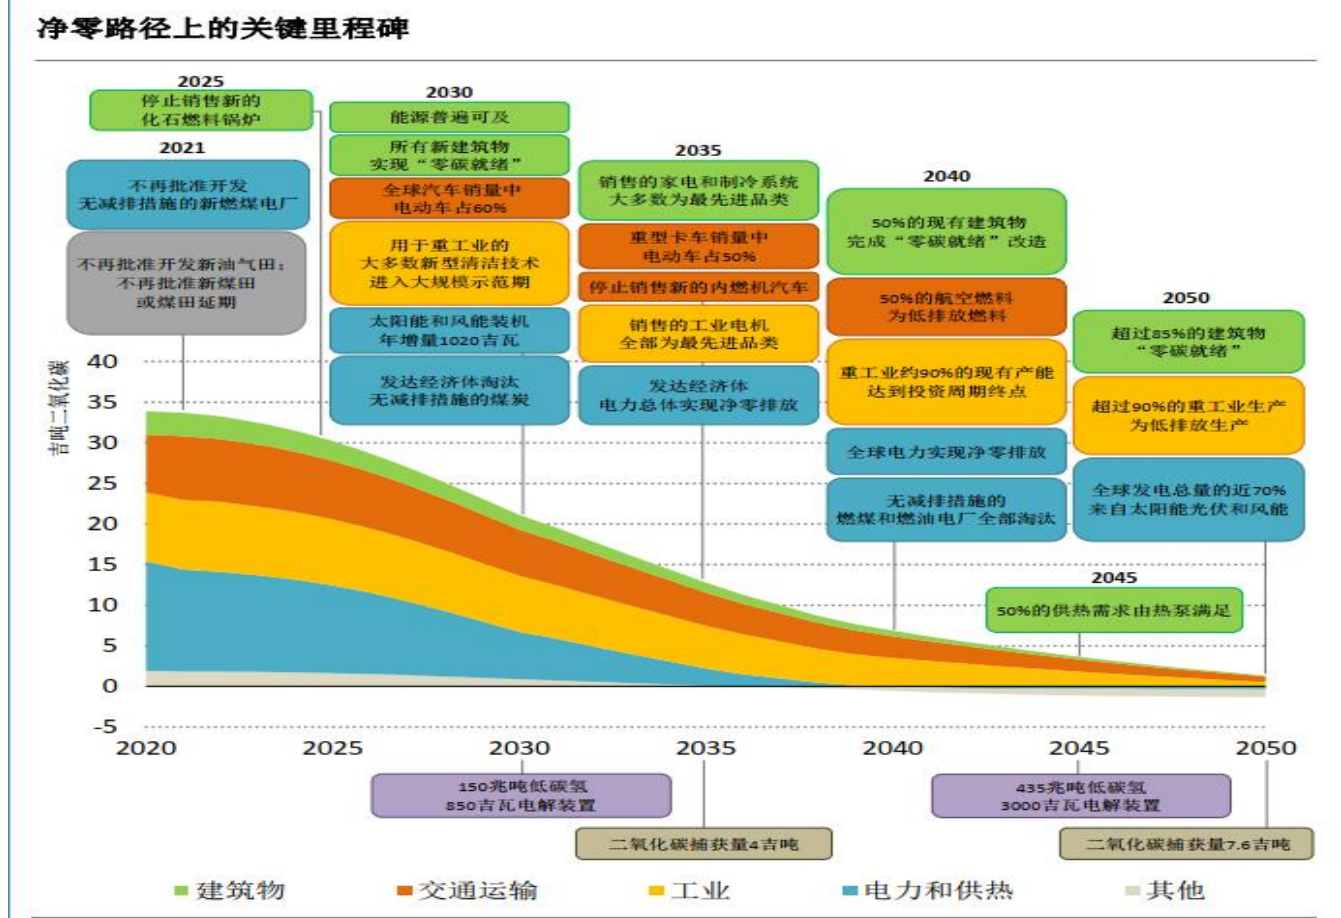 净零路径上的关键里程碑
2025
停止销售新的
化石燃料锅炉
2021
不再批准开发
无减排措施的新燃煤电厂
不再批准开发新油气田；
不再批准新煤田
或煤田延期
2030
能源普遍可及
所有新建筑物
实现“零碳就绪”
全球汽车销量中
电动车占60%
用于重工业的
大多数新型清洁技术
进入大规模示范期
太阳能和风能装机
年增量1020吉瓦
发达经济体淘汰
无减排措施的煤炭
2035
销售的家电和制冷系统
大多数为最先进品类
重型卡车销量中
电动车占50%
停止销售新的内燃机汽车
销售的工业电机
全部为最先进品类
发达经济体
电力总体实现净零排放
2040
50%的现有建筑物
完成“零碳就绪”改造
50%的航空燃料
为低排放燃料
重工业约90%的现有产能
达到投资周期终点
全球电力实现净零排放
无减排措施的
燃煤和燃油电厂全部淘汰
2050
超过85%的建筑物
“零碳就绪”
超过90%的重工业生产
为低排放生产
全球发电总量的近70%
来自太阳能光伏和风能
2045
50%的供热需求由热泵满足
吉吨二氧化碳
40
35
30
25
20
15
10
5
0
-5
2020
2025
2030
2035
2040
2045
2050
150兆吨低碳氢
850吉瓦电解装置
435兆吨低碳氢
3000吉瓦电解装置
二氧化碳捕获量4吉吨
二氧化碳捕获量7.6吉吨
建筑物
交通运输
工业
电力和供热
其他